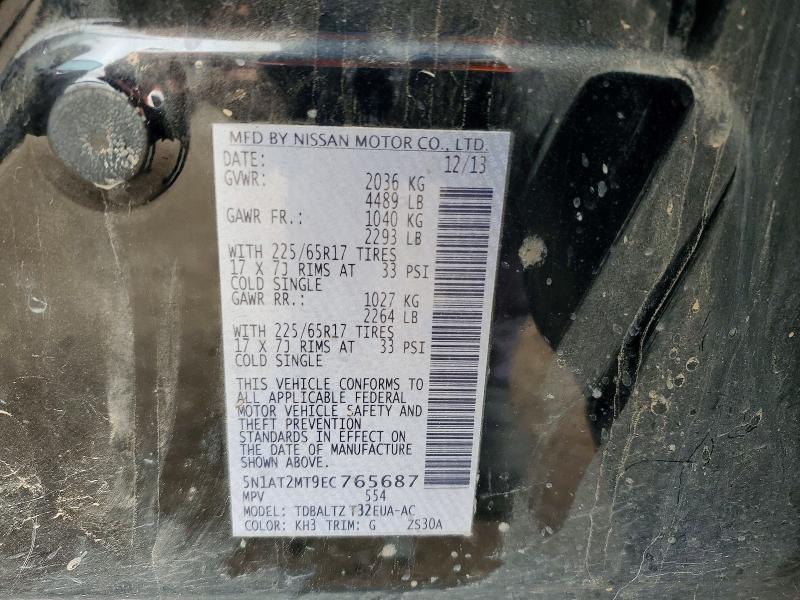 MFD BY NISSAN MOTOR CO., LTD.
DATE: 12/13
GVWR: 2036 KG
4489 LB
GAWR FR.: 1040 KG
2293 LB
WITH 225/65R17 TIRES
17 X 7J RIMS AT 33 PSI
COLD SINGLE
GAWR RR.: 1027 KG
2264 LB
WITH 225/65R17 TIRES
17 X 7J RIMS AT 33 PSI
COLD SINGLE
THIS VEHICLE CONFORMS TO
ALL APPLICABLE FEDERAL
MOTOR VEHICLE SAFETY AND
THEFT PREVENTION
STANDARDS IN EFFECT ON
THE DATE OF MANUFACTURE
SHOWN ABOVE.
5N1AT2MT9EC765687
MPV 554
MODEL: TDBALTZ T32EUA-AC
COLOR: KH3 TRIM: G ZS30A